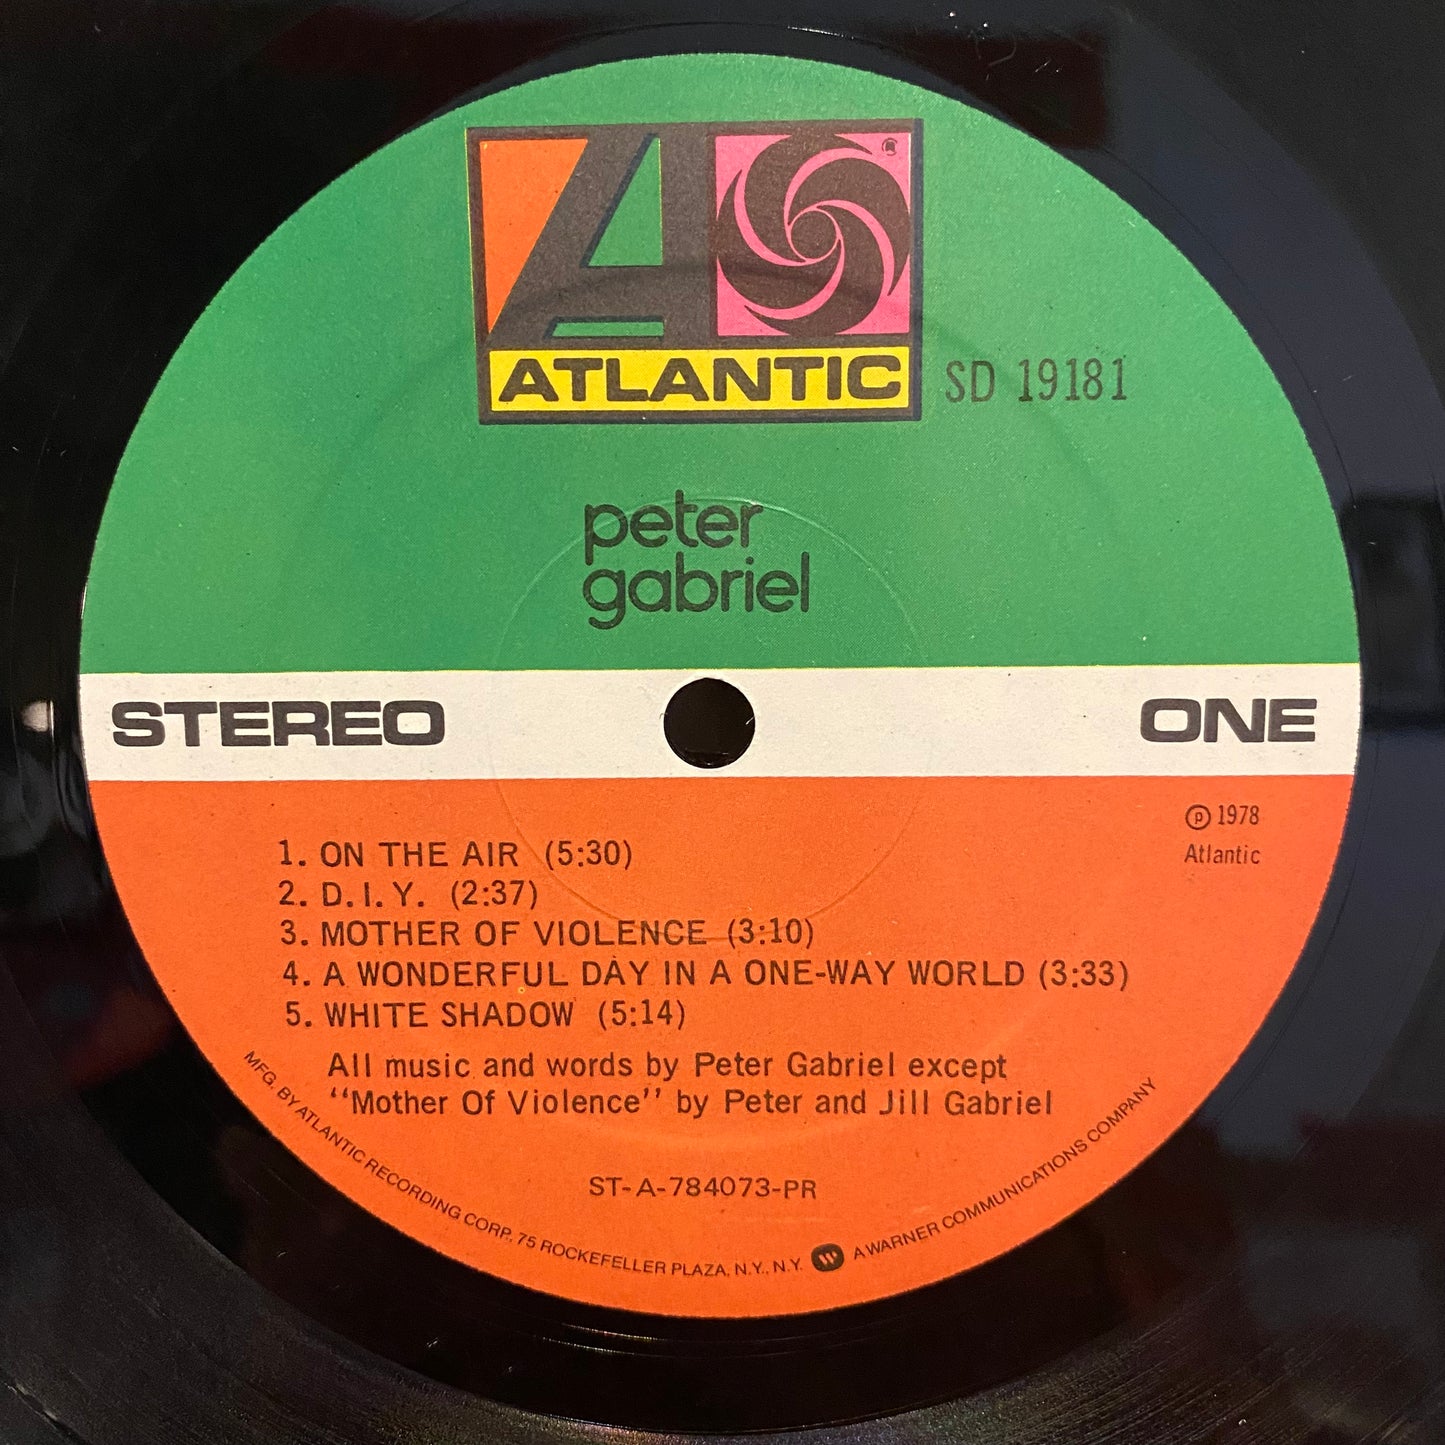 ATLANTIC
SD 19181
peter
gabriel
STEREO
ONE
℗ 1978
Atlantic
1. ON THE AIR (5:30)
2. D.I.Y. (2:37)
3. MOTHER OF VIOLENCE (3:10)
4. A WONDERFUL DAY IN A ONE-WAY WORLD (3:33)
5. WHITE SHADOW (5:14)
All music and words by Peter Gabriel except
"Mother Of Violence" by Peter and Jill Gabriel
ST-A-784073-PR
MFG. BY ATLANTIC RECORDING CORP., 75 ROCKEFELLER PLAZA, N.Y., N.Y. A WARNER COMMUNICATIONS COMPANY